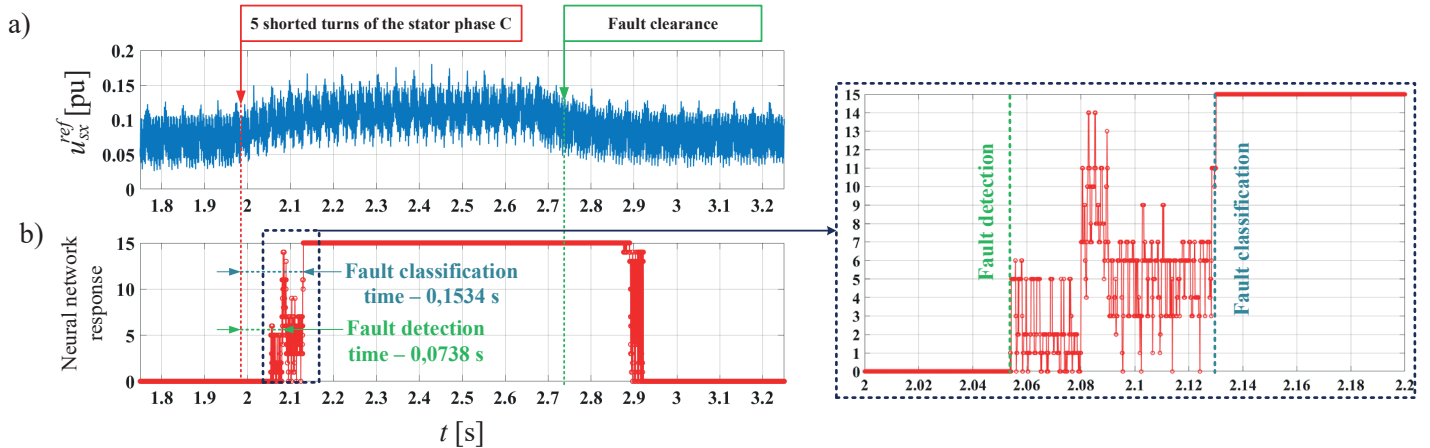 a)
5 shorted turns of the stator phase C
Fault clearance
u_sx^ref [pu]
0.2
0.15
0.1
0.05
0
1.8 1.9 2 2.1 2.2 2.3 2.4 2.5 2.6 2.7 2.8 2.9 3 3.1 3.2
b)
Neural network
response
15
10
5
0
Fault classification
time – 0,1534 s
Fault detection
time – 0,0738 s
1.8 1.9 2 2.1 2.2 2.3 2.4 2.5 2.6 2.7 2.8 2.9 3 3.1 3.2
t [s]
15
14
13
12
11
10
9
8
7
6
5
4
3
2
1
0
Fault detection
Fault classification
2 2.02 2.04 2.06 2.08 2.1 2.12 2.14 2.16 2.18 2.2